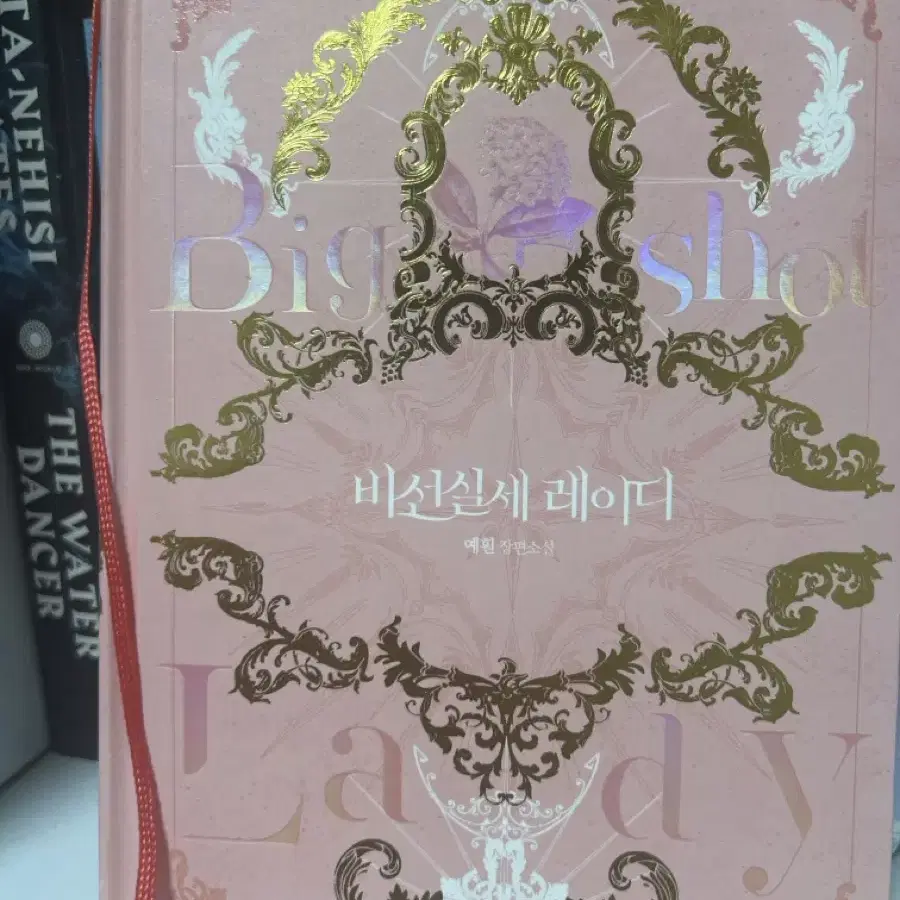 TA-NEHISI
THE WATER
DANCER
Big shot
비선실세 레이디
예휜 장편소설
Lady